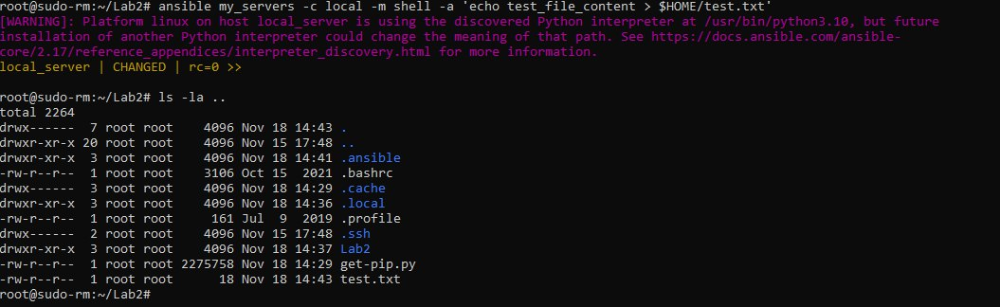 root@sudo-rm:~/Lab2# ansible my_servers -c local -m shell -a 'echo test_file_content > $HOME/test.txt'
[WARNING]: Platform linux on host local_server is using the discovered Python interpreter at /usr/bin/python3.10, but future
installation of another Python interpreter could change the meaning of that path. See https://docs.ansible.com/ansible-
core/2.17/reference_appendices/interpreter_discovery.html for more information.
local_server | CHANGED | rc=0 >>
root@sudo-rm:~/Lab2# ls -la ..
total 2264
drwx------  7 root root    4096 Nov 18 14:43 .
drwxr-xr-x 20 root root    4096 Nov 15 17:48 ..
drwxr-xr-x  3 root root    4096 Nov 18 14:41 .ansible
-rw-r--r--  1 root root    3106 Oct 15  2021 .bashrc
drwx------  3 root root    4096 Nov 18 14:29 .cache
drwxr-xr-x  3 root root    4096 Nov 18 14:36 .local
-rw-r--r--  1 root root     161 Jul  9  2019 .profile
drwx------  2 root root    4096 Nov 15 17:48 .ssh
drwxr-xr-x  3 root root    4096 Nov 18 14:37 Lab2
-rw-r--r--  1 root root 2275758 Nov 18 14:29 get-pip.py
-rw-r--r--  1 root root      18 Nov 18 14:43 test.txt
root@sudo-rm:~/Lab2#